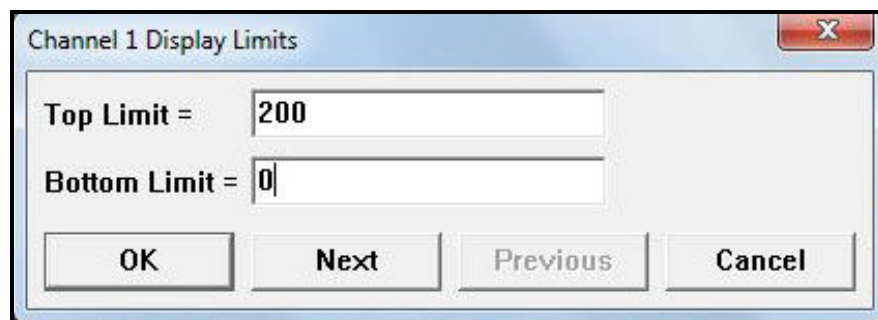 Channel 1 Display Limits
Top Limit = 200
Bottom Limit = 0
OK Next Previous Cancel